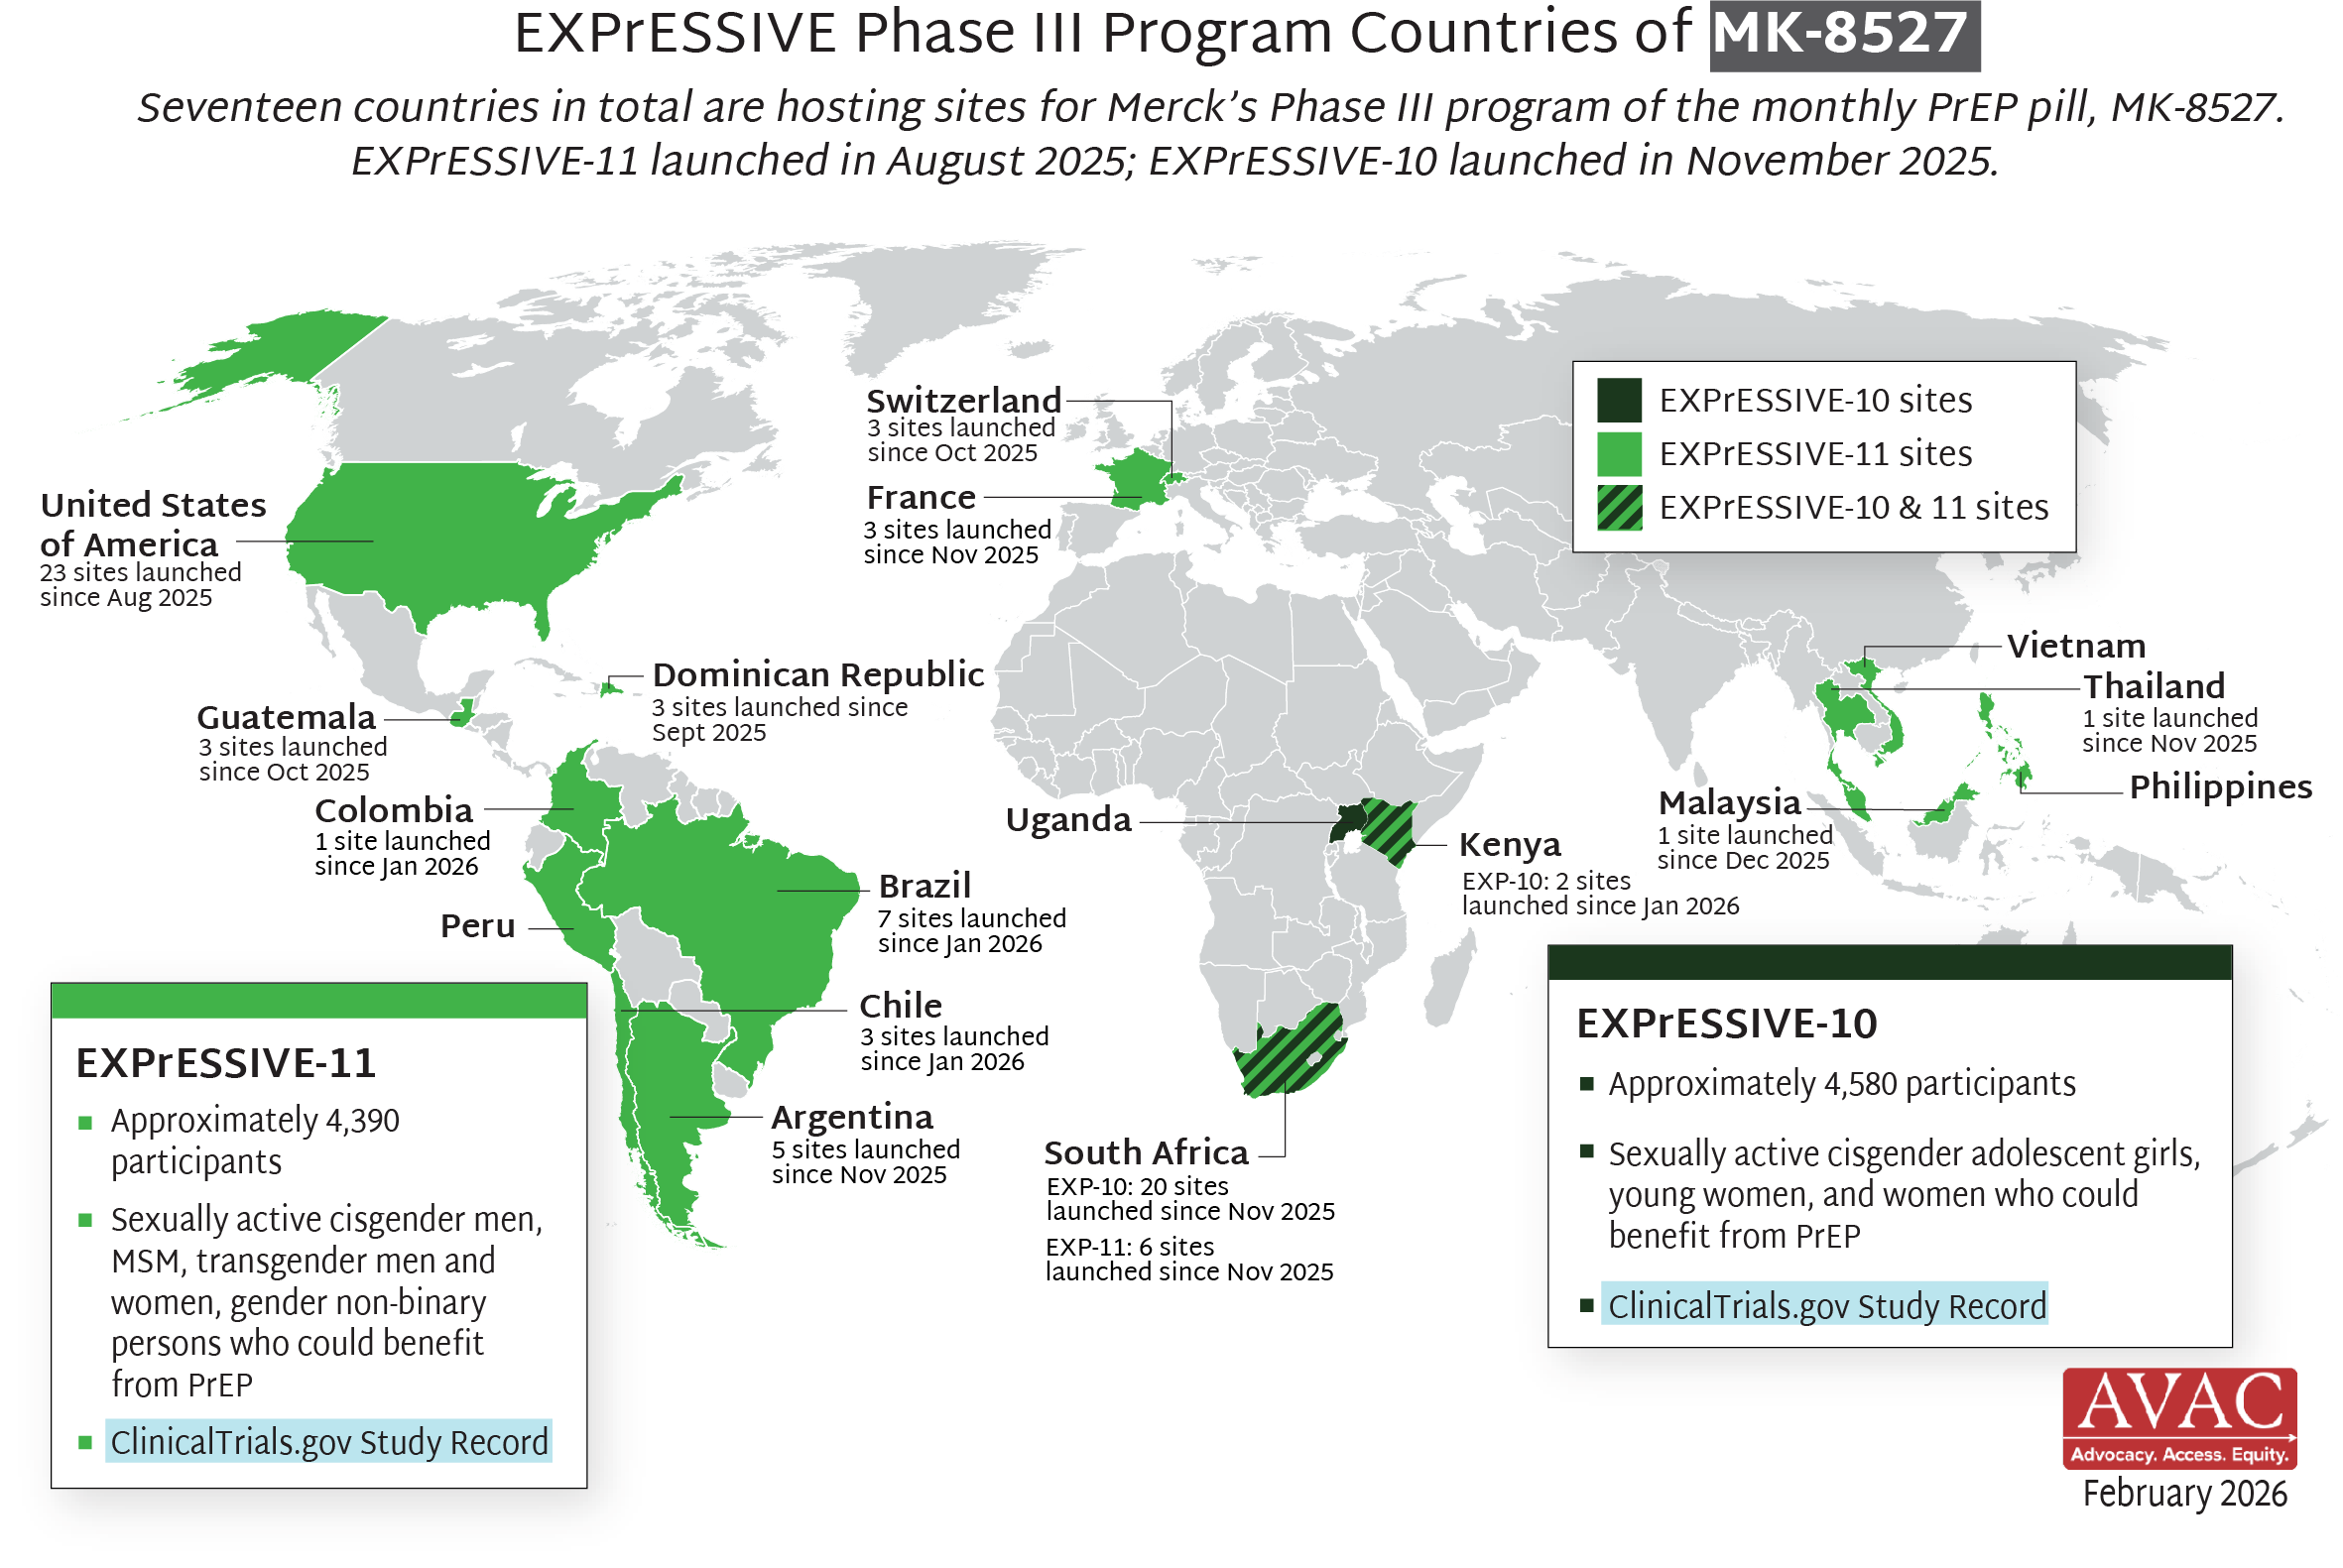 EXPrESSIVE Phase III Program Countries of MK-8527
Seventeen countries in total are hosting sites for Merck’s Phase III program of the monthly PrEP pill, MK-8527.
EXPrESSIVE-11 launched in August 2025; EXPrESSIVE-10 launched in November 2025.
EXPrESSIVE-10 sites
EXPrESSIVE-11 sites
EXPrESSIVE-10 & 11 sites
United States
of America
23 sites launched
since Aug 2025
Switzerland
3 sites launched
since Oct 2025
France
3 sites launched
since Nov 2025
Dominican Republic
3 sites launched since
Sept 2025
Guatemala
3 sites launched
since Oct 2025
Colombia
1 site launched
since Jan 2026
Peru
Brazil
7 sites launched
since Jan 2026
Chile
3 sites launched
since Jan 2026
Argentina
5 sites launched
since Nov 2025
Uganda
Kenya
EXP-10: 2 sites
launched since Jan 2026
South Africa
EXP-10: 20 sites
launched since Nov 2025
EXP-11: 6 sites
launched since Nov 2025
Vietnam
Thailand
1 site launched
since Nov 2025
Philippines
Malaysia
1 site launched
since Dec 2025
EXPrESSIVE-11
Approximately 4,390
participants
Sexually active cisgender men,
MSM, transgender men and
women, gender non-binary
persons who could benefit
from PrEP
ClinicalTrials.gov Study Record
EXPrESSIVE-10
Approximately 4,580 participants
Sexually active cisgender adolescent girls,
young women, and women who could
benefit from PrEP
ClinicalTrials.gov Study Record
AVAC
Advocacy. Access. Equity.
February 2026